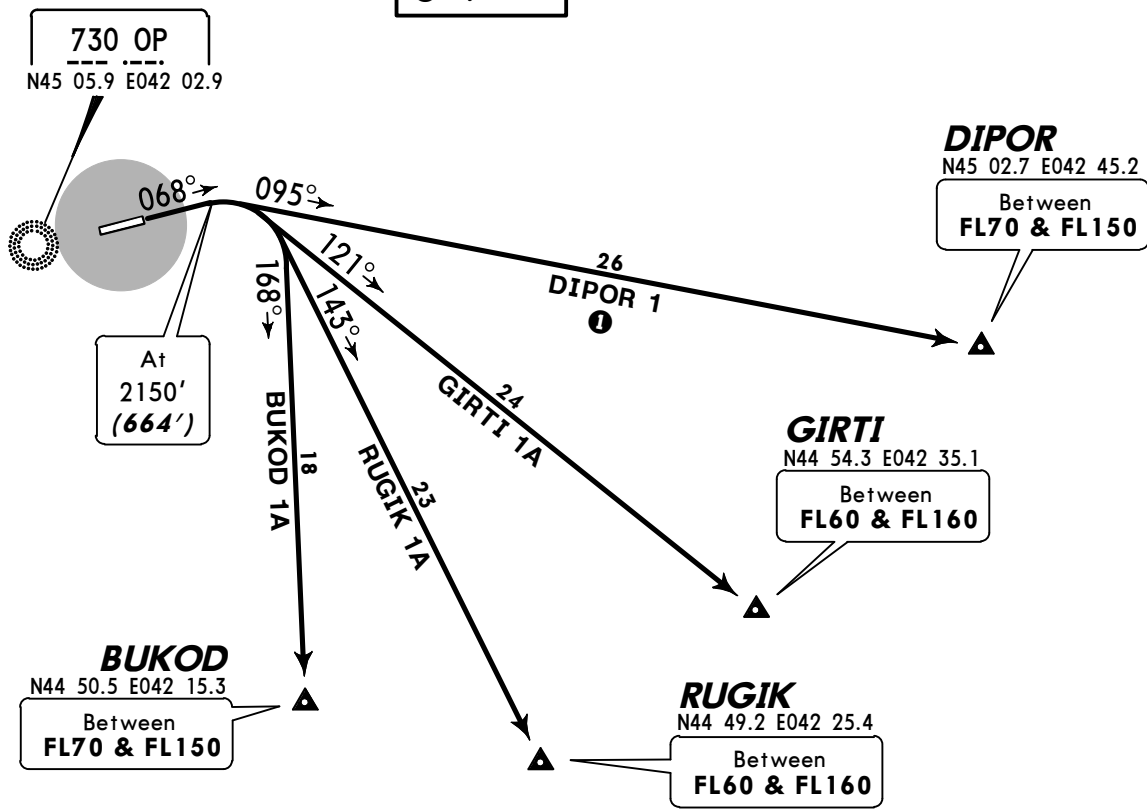 730 OP
N45 05.9 E042 02.9
068°
095°
121°
143°
168°
At
2150'
(664')
26
DIPOR 1
1
DIPOR
N45 02.7 E042 45.2
Between
FL70 & FL150
24
GIRTI 1A
GIRTI
N44 54.3 E042 35.1
Between
FL60 & FL160
18
BUKOD 1A
23
RUGIK 1A
BUKOD
N44 50.5 E042 15.3
Between
FL70 & FL150
RUGIK
N44 49.2 E042 25.4
Between
FL60 & FL160